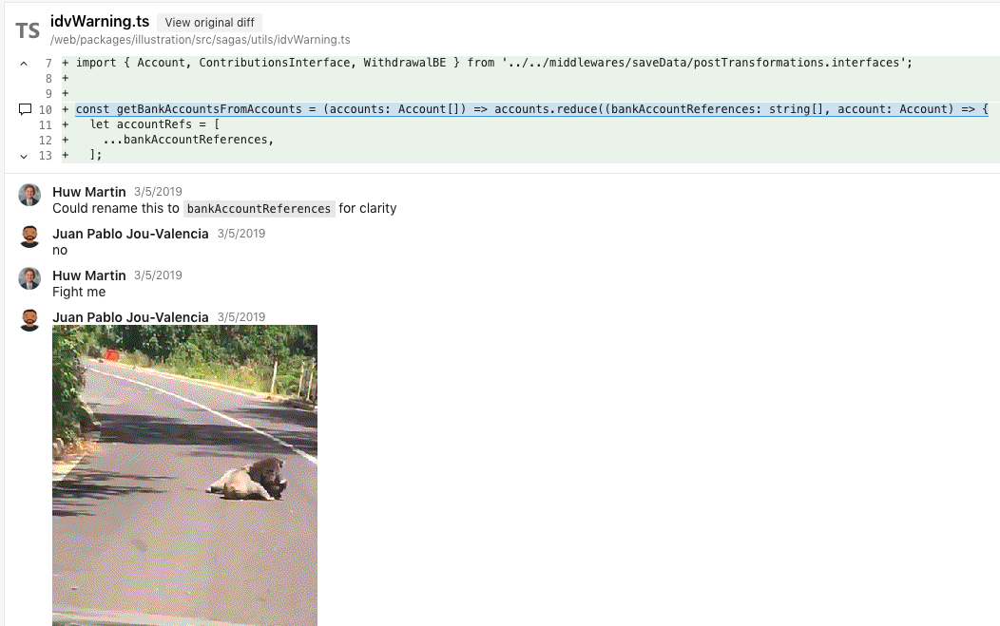 TS
idvWarning.ts View original diff
/web/packages/illustration/src/sagas/utils/idvWarning.ts
7 + import { Account, ContributionsInterface, WithdrawalBE } from '../../middlewares/saveData/postTransformations.interfaces';
8 +
9 +
10 + const getBankAccountsFromAccounts = (accounts: Account[]) => accounts.reduce((bankAccountReferences: string[], account: Account) => {
11 +   let accountRefs = [
12 +     ...bankAccountReferences,
13 +   ];
Huw Martin 3/5/2019
Could rename this to bankAccountReferences for clarity
Juan Pablo Jou-Valencia 3/5/2019
no
Huw Martin 3/5/2019
Fight me
Juan Pablo Jou-Valencia 3/5/2019